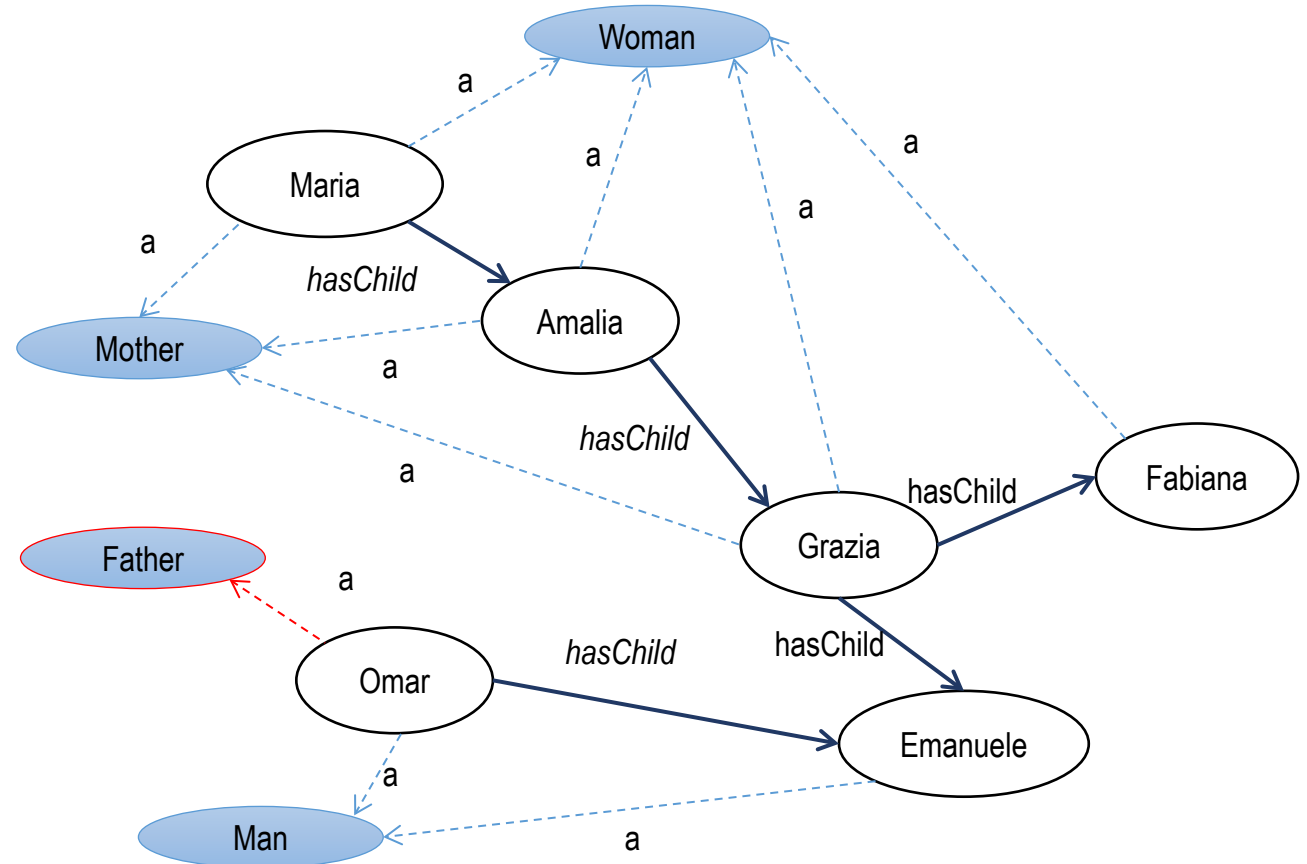 Woman
a
a
a
Maria
a
a
hasChild
Amalia
Mother
a
hasChild
a
hasChild
Fabiana
Father
Grazia
a
hasChild
hasChild
Omar
Emanuele
a
Man
a